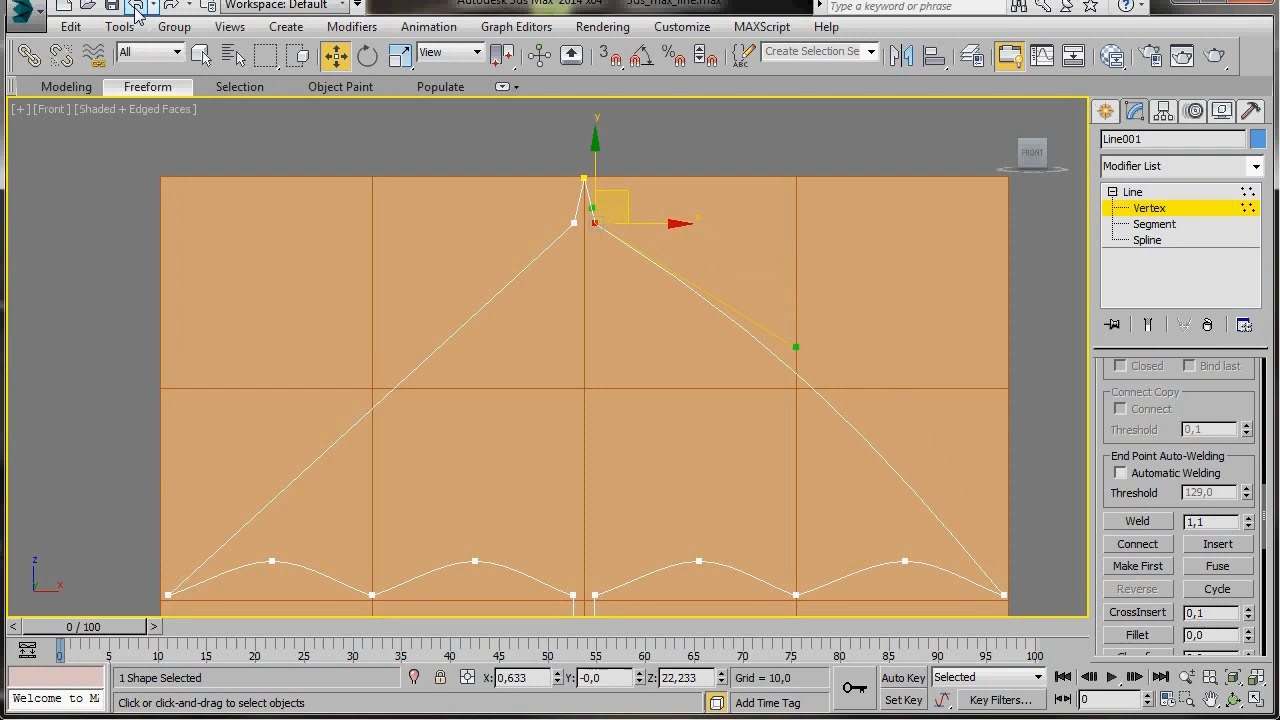 Workspace: Default
Autodesk 3ds Max 2014 x64
3ds_max_line.max
Type a keyword or phrase
Edit Tools Group Views Create Modifiers Animation Graph Editors Rendering Customize MAXScript Help
All
View
3
Create Selection Se
Modeling Freeform Selection Object Paint Populate
[+] [Front] [Shaded + Edged Faces]
y
x
FRONT
z
x
Line001
Modifier List
Line
Vertex
Segment
Spline
Closed Bind last
Connect Copy
Connect
Threshold 0,1
End Point Auto-Welding
Automatic Welding
Threshold 129,0
Weld 1,1
Connect Insert
Make First Fuse
Reverse Cycle
CrossInsert 0,1
Fillet 0,0
< 0 / 100 >
0 5 10 15 20 25 30 35 40 45 50 55 60 65 70 75 80 85 90 95 100
1 Shape Selected
X: 0,633 Y: -0,0 Z: 22,233
Grid = 10,0
Auto Key Selected
Welcome to M
Click or click-and-drag to select objects
Add Time Tag
Set Key Key Filters...
0